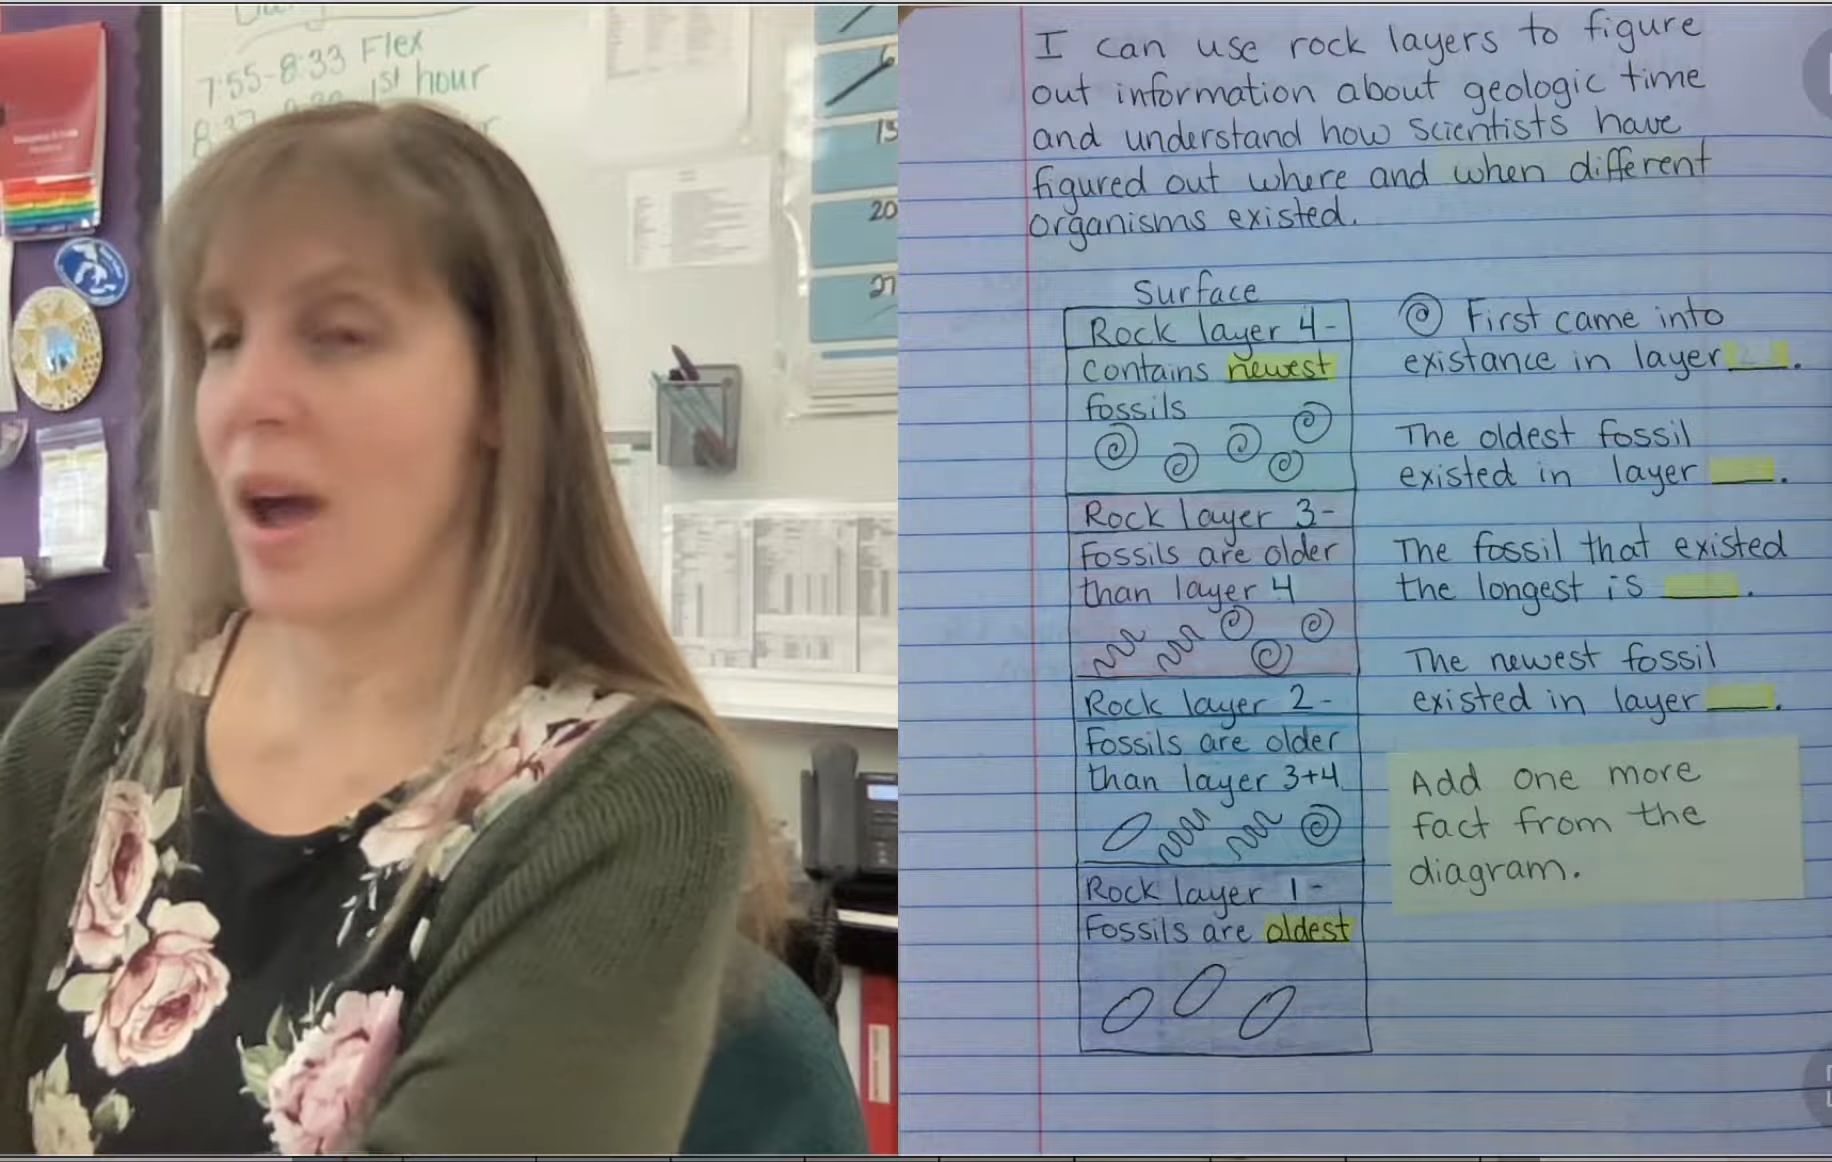 7:55-8:33 Flex
1st hour
6
13
20
27
I can use rock layers to figure
out information about geologic time
and understand how scientists have
figured out where and when different
organisms existed.
Surface
Rock layer 4-
contains newest
fossils
Rock layer 3-
Fossils are older
than layer 4
Rock layer 2-
Fossils are older
than layer 3+4
Rock layer 1-
Fossils are oldest
First came into
existance in layer ___.
The oldest fossil
existed in layer ___.
The fossil that existed
the longest is ___.
The newest fossil
existed in layer ___.
Add one more
fact from the
diagram.